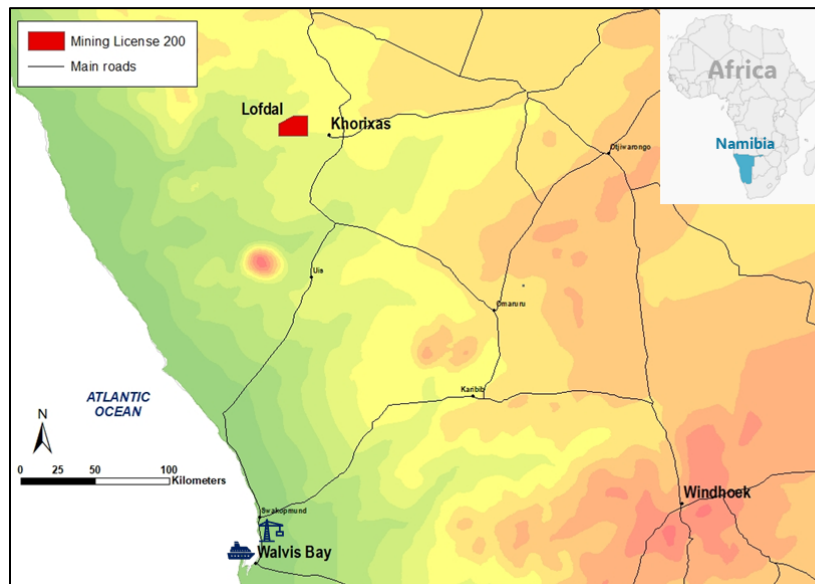 Mining License 200
Main roads
Africa
Namibia
Lofdal
Khorixas
Otjiwarongo
Uis
Omaruru
Karibib
ATLANTIC
OCEAN
N
0 25 50 100
Kilometers
Windhoek
Swakopmund
Walvis Bay